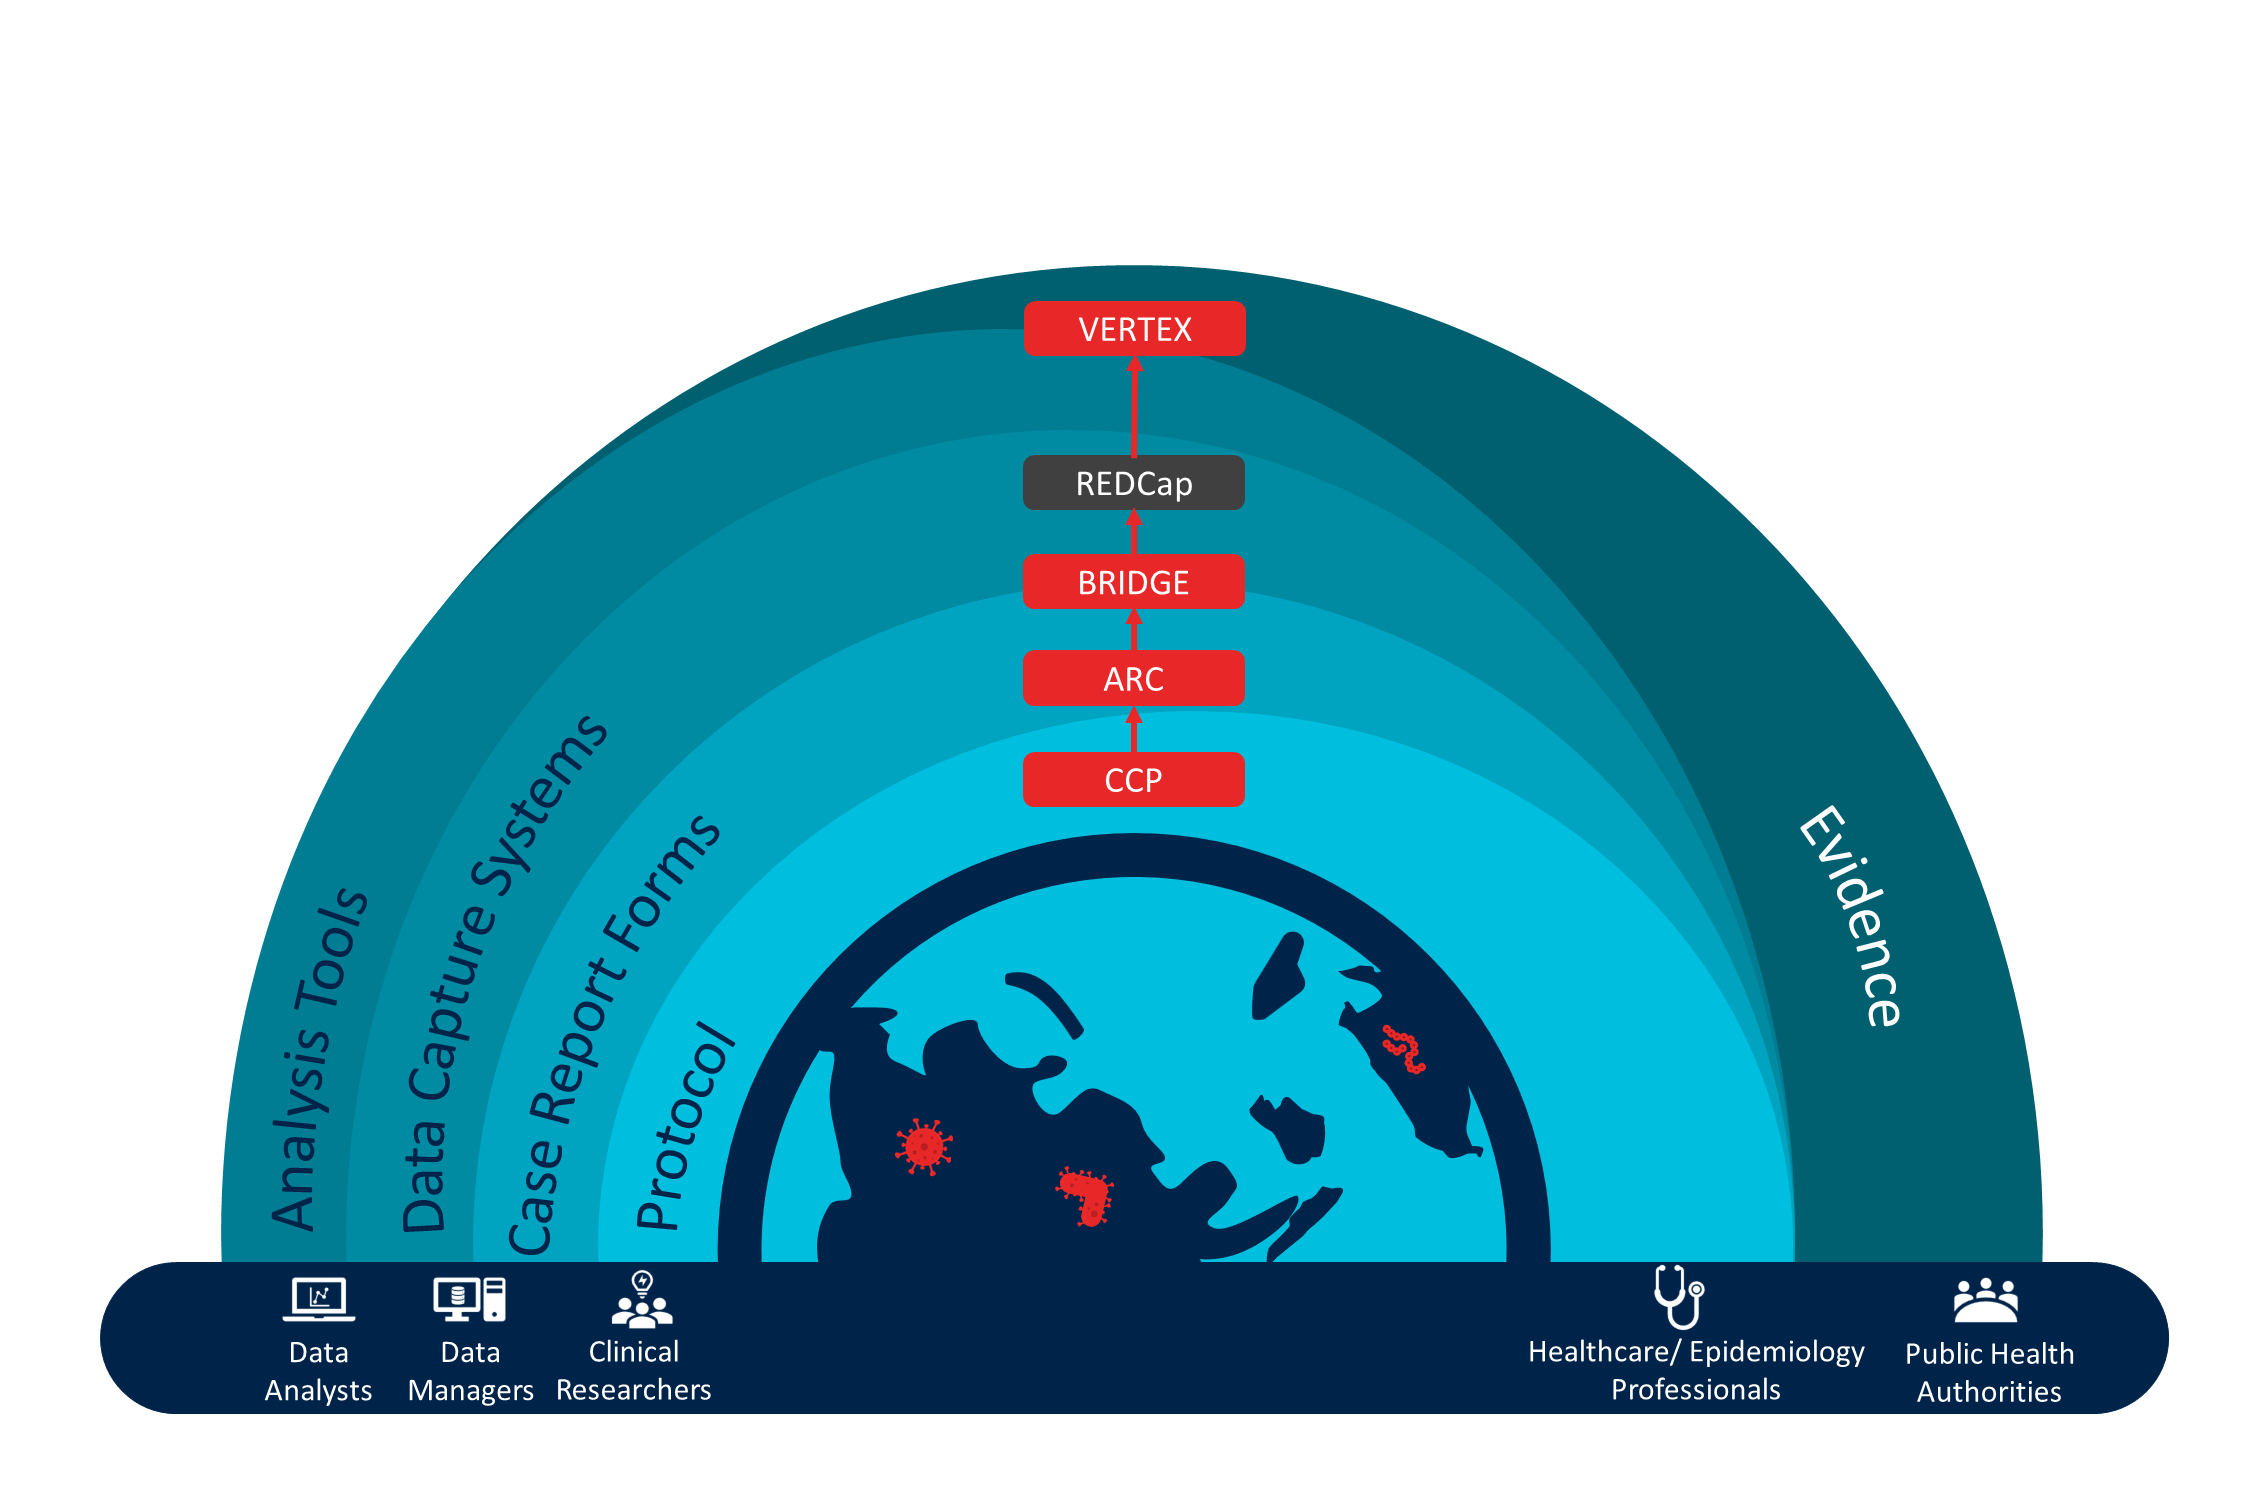 VERTEX
REDCap
BRIDGE
ARC
CCP
Analysis Tools
Data Capture Systems
Case Report Forms
Protocol
Evidence
Data
Analysts
Data
Managers
Clinical
Researchers
Healthcare/ Epidemiology
Professionals
Public Health
Authorities